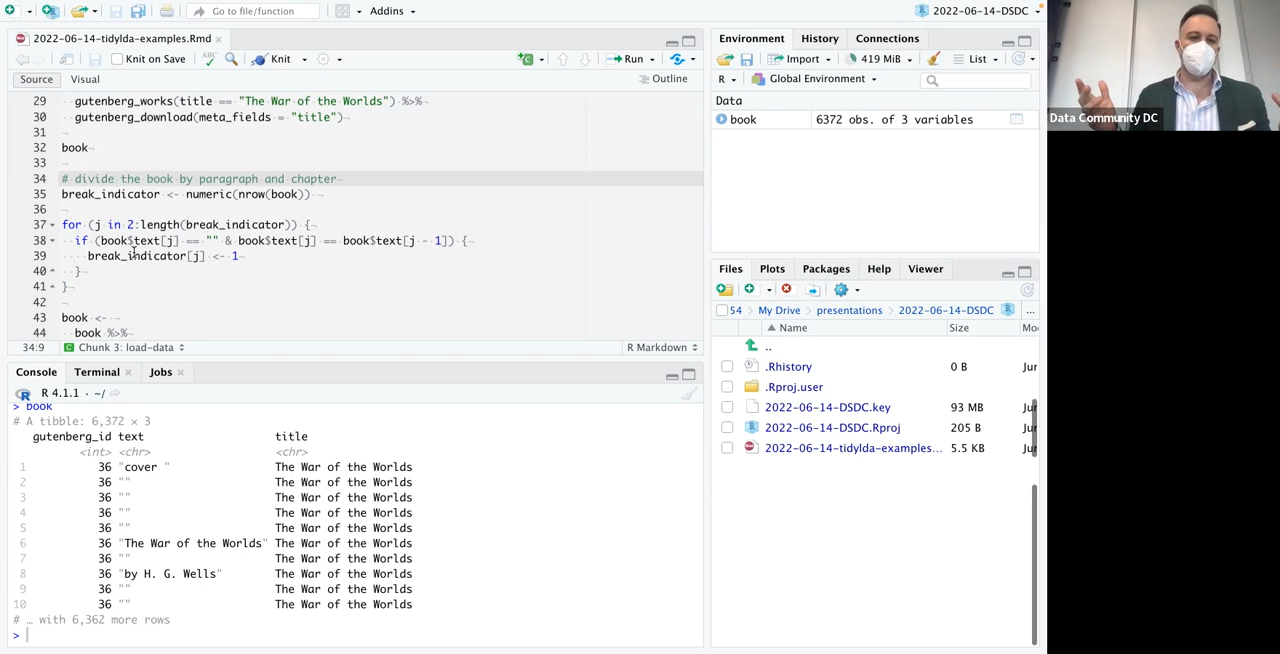 Go to file/function
Addins
2022-06-14-DSDC
2022-06-14-tidylda-examples.Rmd
Knit on Save
ABC
Knit
Run
Source
Visual
Outline
29 gutenberg_works(title == "The War of the Worlds") %>%
30 gutenberg_download(meta_fields = "title")
31
32 book
33
34 # divide the book by paragraph and chapter
35 break_indicator <- numeric(nrow(book))
36
37 for (j in 2:length(break_indicator)) {
38 if (book$text[j] == "" & book$text[j] == book$text[j - 1]) {
39 break_indicator[j] <- 1
40 }
41 }
42
43 book <-
44 book %>%
34:9 Chunk 3: load-data
R Markdown
Console
Terminal
Jobs
R 4.1.1 · ~/
> book
# A tibble: 6,372 × 3
gutenberg_id text title
<int> <chr> <chr>
1 36 "cover " The War of the Worlds
2 36 "" The War of the Worlds
3 36 "" The War of the Worlds
4 36 "" The War of the Worlds
5 36 "" The War of the Worlds
6 36 "The War of the Worlds" The War of the Worlds
7 36 "" The War of the Worlds
8 36 "by H. G. Wells" The War of the Worlds
9 36 "" The War of the Worlds
10 36 "" The War of the Worlds
# … with 6,362 more rows
>
Environment
History
Connections
Import
419 MiB
List
R
Global Environment
Data
book 6372 obs. of 3 variables
Files
Plots
Packages
Help
Viewer
54 > My Drive > presentations > 2022-06-14-DSDC
...
Name
Size
..
.Rhistory 0 B Jur
.Rproj.user
2022-06-14-DSDC.key 93 MB Jur
2022-06-14-DSDC.Rproj 205 B Jur
2022-06-14-tidylda-examples... 5.5 KB Jur
Data Community DC